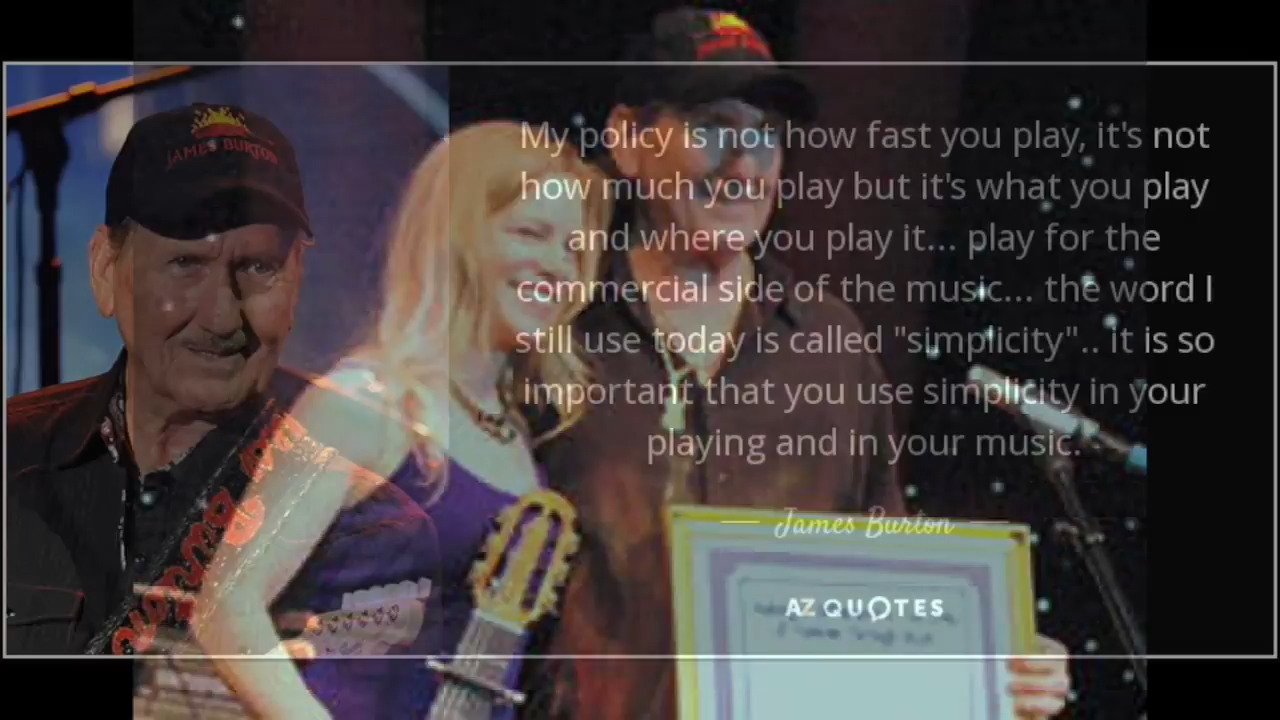 JAMES BURTON
My policy is not how fast you play, it's not
how much you play but it's what you play
and where you play it... play for the
commercial side of the music... the word I
still use today is called "simplicity".. it is so
important that you use simplicity in your
playing and in your music.
James Burton
AZ QUOTES